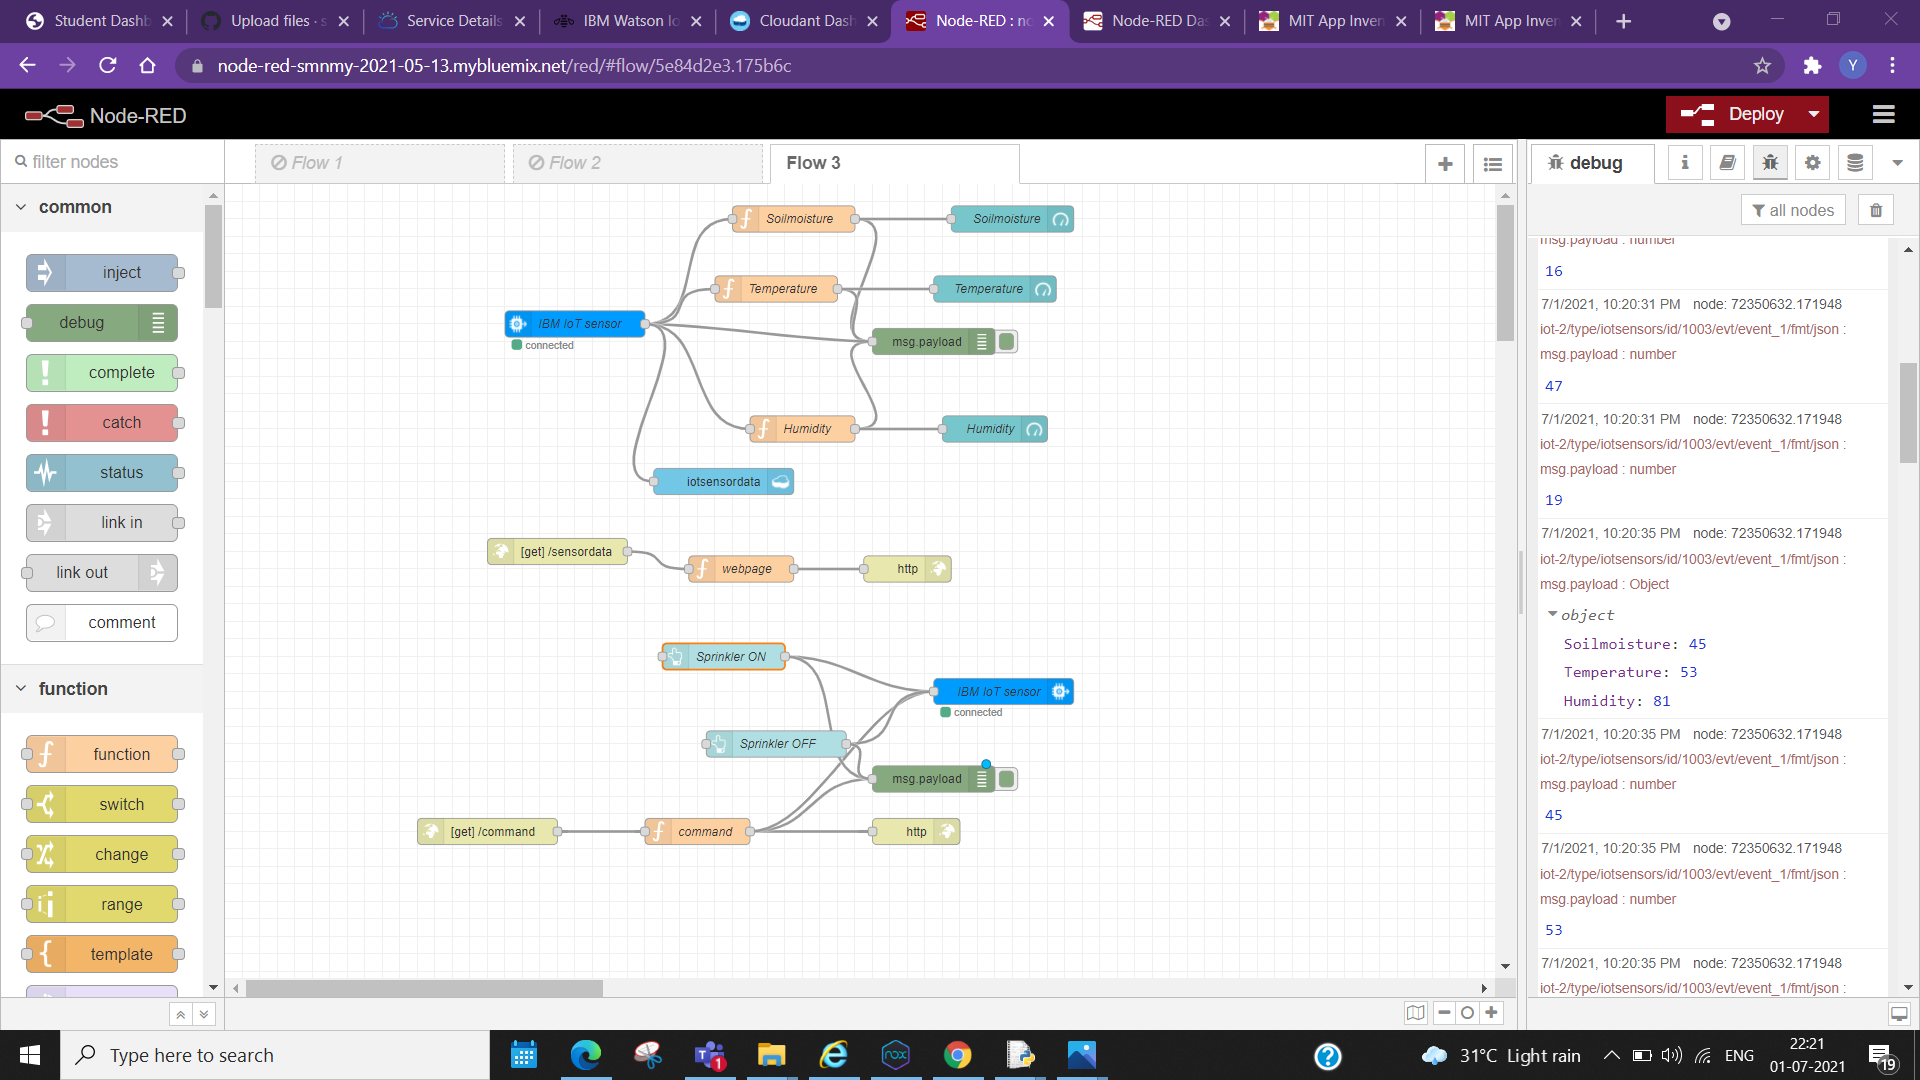 Student Dashb
Upload files · s
Service Details
IBM Watson Io
Cloudant Dash
Node-RED : no
Node-RED Da
MIT App Inven
MIT App Inven
node-red-smnmy-2021-05-13.mybluemix.net/red/#flow/5e84d2e3.175b6c
Y
Node-RED
Deploy
filter nodes
Flow 1
Flow 2
Flow 3
debug
all nodes
common
inject
debug
complete
catch
status
link in
link out
comment
function
function
switch
change
range
template
Soilmoisture
Soilmoisture
Temperature
Temperature
IBM IoT sensor
connected
msg.payload
Humidity
Humidity
iotsensordata
[get] /sensordata
webpage
http
Sprinkler ON
IBM IoT sensor
connected
Sprinkler OFF
msg.payload
[get] /command
command
http
msg.payload : number
16
7/1/2021, 10:20:31 PM node: 72350632.171948
iot-2/type/iotsensors/id/1003/evt/event_1/fmt/json :
msg.payload : number
47
7/1/2021, 10:20:31 PM node: 72350632.171948
iot-2/type/iotsensors/id/1003/evt/event_1/fmt/json :
msg.payload : number
19
7/1/2021, 10:20:35 PM node: 72350632.171948
iot-2/type/iotsensors/id/1003/evt/event_1/fmt/json :
msg.payload : Object
object
Soilmoisture: 45
Temperature: 53
Humidity: 81
7/1/2021, 10:20:35 PM node: 72350632.171948
iot-2/type/iotsensors/id/1003/evt/event_1/fmt/json :
msg.payload : number
45
7/1/2021, 10:20:35 PM node: 72350632.171948
iot-2/type/iotsensors/id/1003/evt/event_1/fmt/json :
msg.payload : number
53
7/1/2021, 10:20:35 PM node: 72350632.171948
iot-2/type/iotsensors/id/1003/evt/event_1/fmt/json :
Type here to search
1
nox
31°C Light rain
ENG
22:21
01-07-2021
19